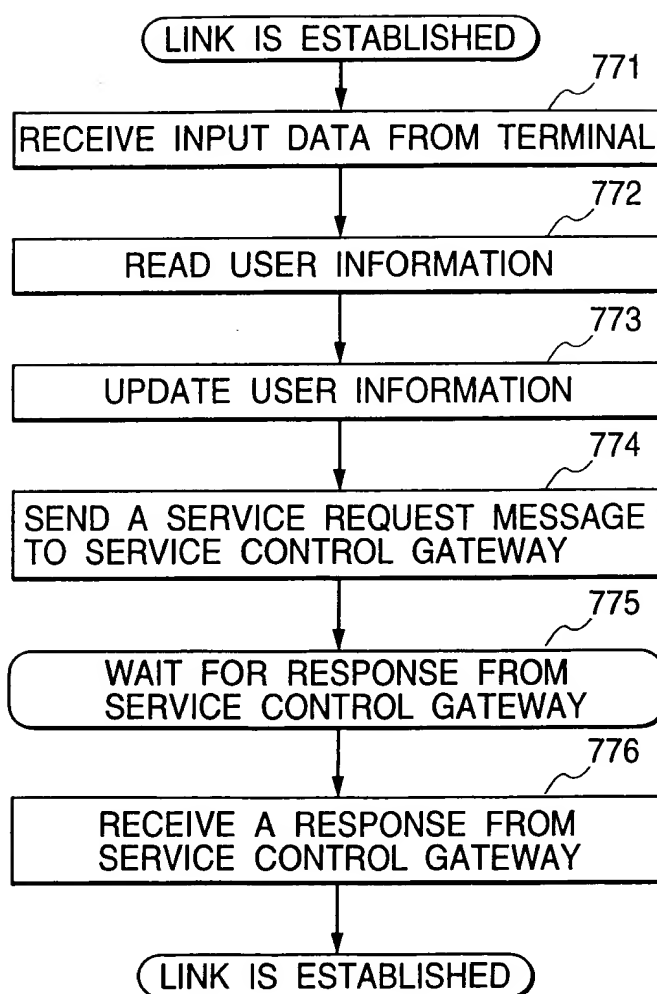 LINK IS ESTABLISHED
771
RECEIVE INPUT DATA FROM TERMINAL
772
READ USER INFORMATION
773
UPDATE USER INFORMATION
774
SEND A SERVICE REQUEST MESSAGE
TO SERVICE CONTROL GATEWAY
775
WAIT FOR RESPONSE FROM
SERVICE CONTROL GATEWAY
776
RECEIVE A RESPONSE FROM
SERVICE CONTROL GATEWAY
LINK IS ESTABLISHED